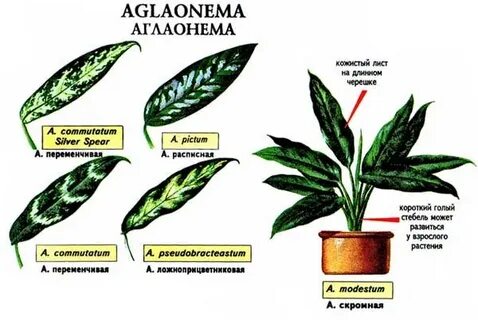 AGLAONEMA
АГЛАОНЕМА
A. commutatum
Silver Spear
А. переменчивая
A. pictum
А. расписная
A. commutatum
А. переменчивая
A. pseudobracteastum
А. ложноприцветниковая
кожистый лист
на длинном
черешке
короткий голый
стебель может
развиться
у взрослого
растения
A. modestum
А. скромная